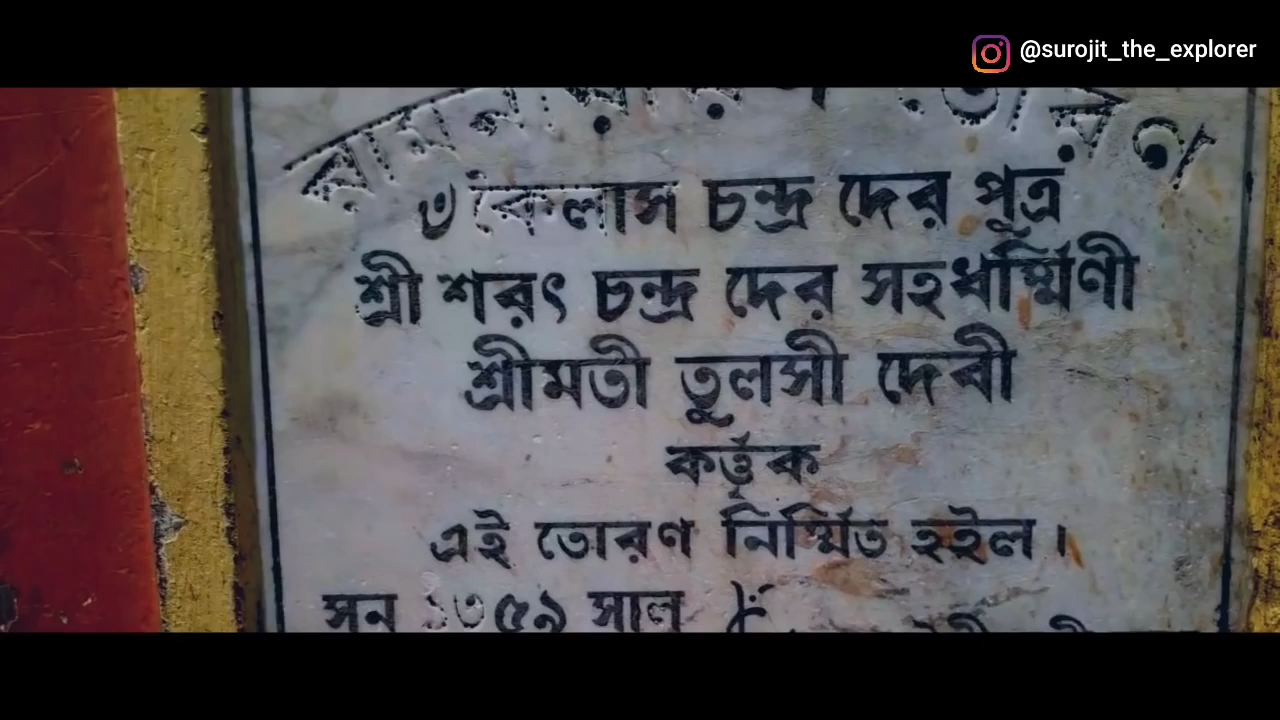 @surojit_the_explorer
৺কৈলাস চন্দ্র দের পুত্র
শ্রী শরৎ চন্দ্র দের সহধর্ম্মিণী
শ্রীমতী তুলসী দেবী
কর্ত্তৃক
এই তোরণ নির্ম্মিত হইল।
সন ১৩৫৯ সাল